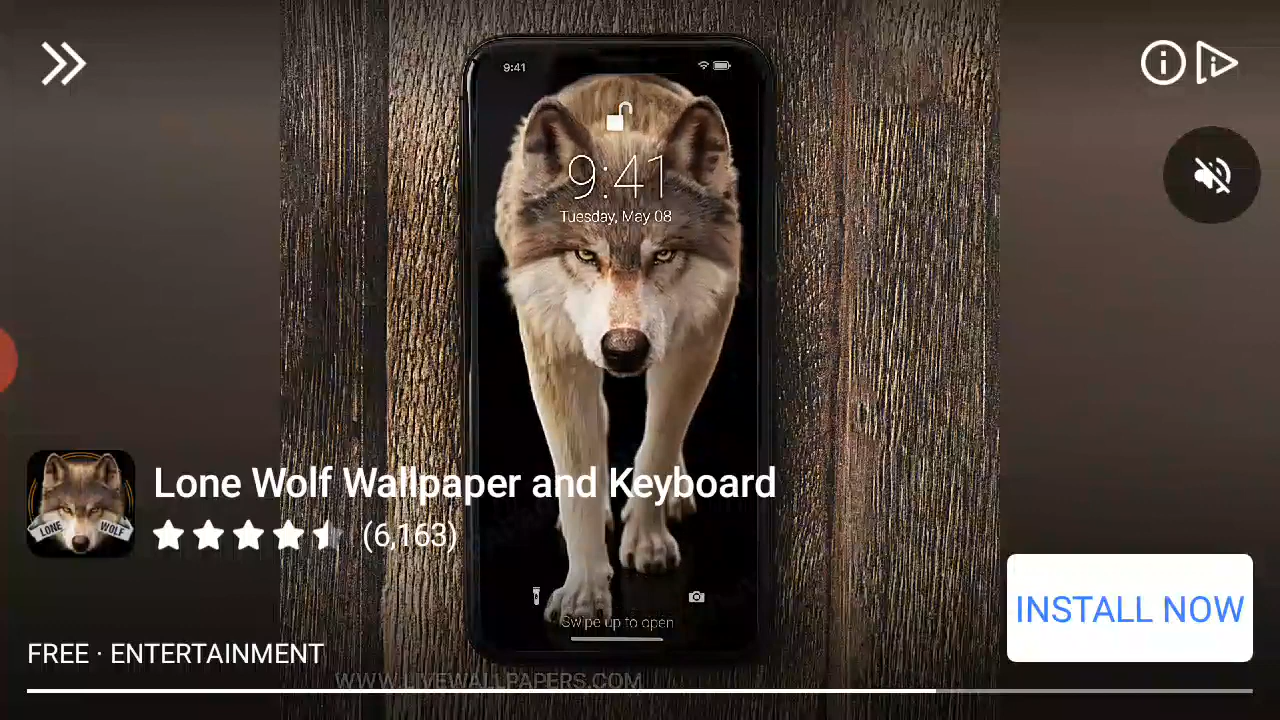 9:41
9:41
Tuesday, May 08
Lone Wolf Wallpaper and Keyboard
LONE WOLF
(6,163)
Swipe up to open
INSTALL NOW
FREE · ENTERTAINMENT
WWW.LIVEWALLPAPERS.COM